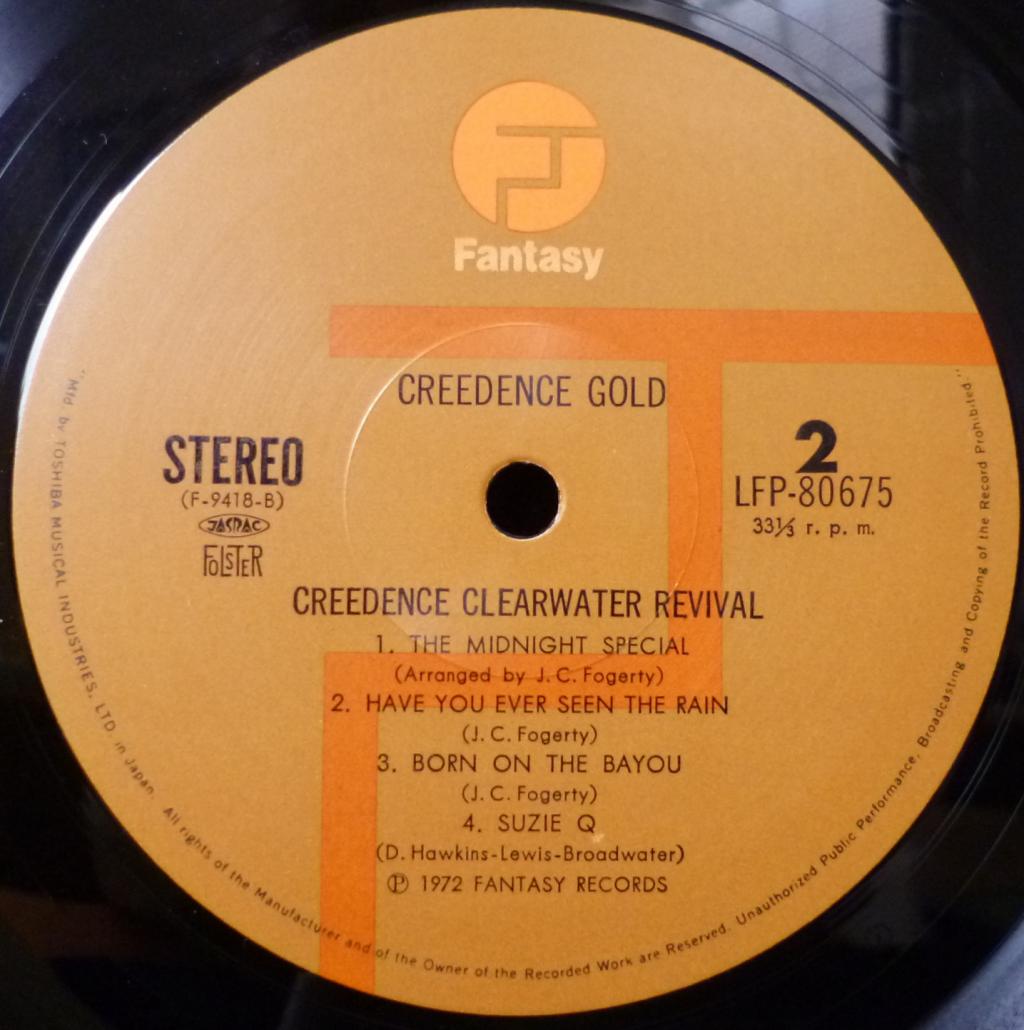 Fantasy
CREEDENCE GOLD
STEREO
(F-9418-B)
JASRAC
FOLSTER
2
LFP-80675
33⅓ r. p. m.
CREEDENCE CLEARWATER REVIVAL
1. THE MIDNIGHT SPECIAL
(Arranged by J. C. Fogerty)
2. HAVE YOU EVER SEEN THE RAIN
(J. C. Fogerty)
3. BORN ON THE BAYOU
(J. C. Fogerty)
4. SUZIE Q
(D. Hawkins-Lewis-Broadwater)
Ⓟ 1972 FANTASY RECORDS
"Mfd by TOSHIBA MUSICAL INDUSTRIES. LTD. in Japan. All rights of the Manufacturer and of the Owner of the Recorded Work are Reserved. Unauthorized Public Performance, Broadcasting and Copying of the Record Prohibited."